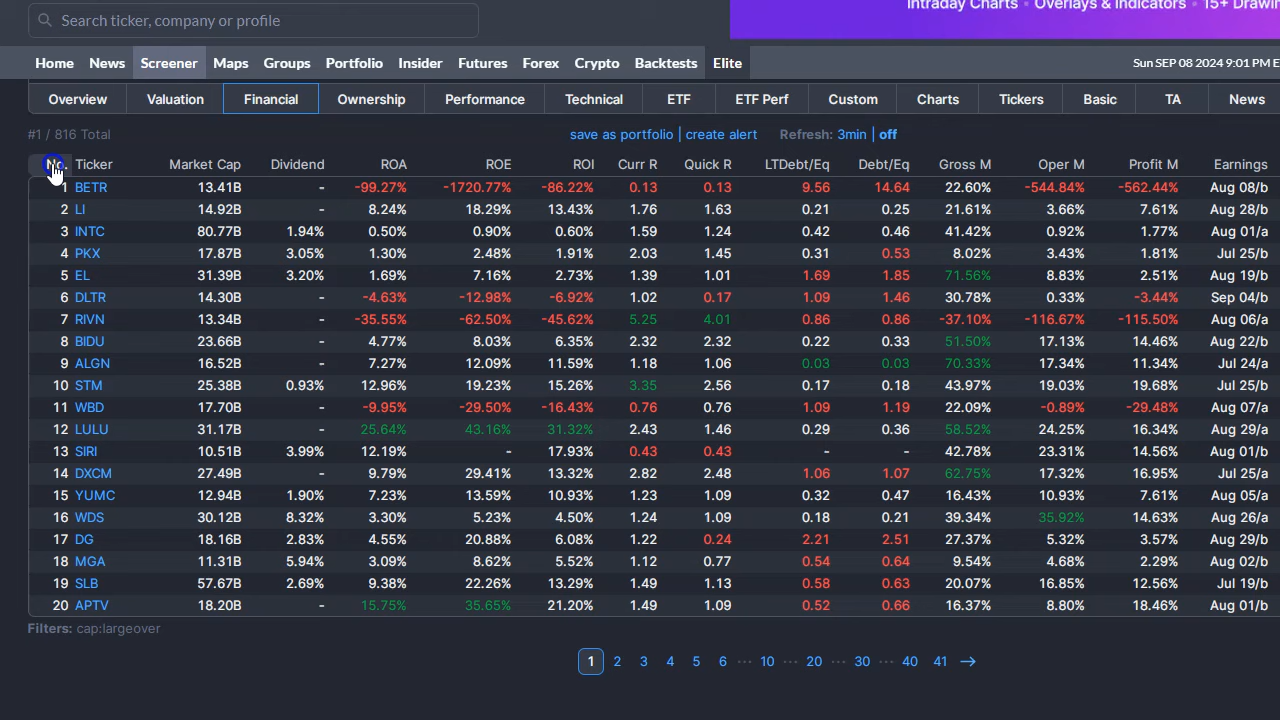 Search ticker, company or profile
Intraday Charts • Overlays & Indicators • 15+
Home News Screener Maps Groups Portfolio Insider Futures Forex Crypto Backtests Elite Sun SEP 08 2024 9:01 PM
Overview Valuation Financial Ownership Performance Technical ETF ETF Perf Custom Charts Tickers Basic TA News
#1 / 816 Total save as portfolio | create alert Refresh: 3min | off
No. Ticker Market Cap Dividend ROA ROE ROI Curr R Quick R LTDebt/Eq Debt/Eq Gross M Oper M Profit M Earnings
1 BETR 13.41B - -99.27% -1720.77% -86.22% 0.13 0.13 9.56 14.64 22.60% -544.84% -562.44% Aug 08/b
2 LI 14.92B - 8.24% 18.29% 13.43% 1.76 1.63 0.21 0.25 21.61% 3.66% 7.61% Aug 28/b
3 INTC 80.77B 1.94% 0.50% 0.90% 0.60% 1.59 1.24 0.42 0.46 41.42% 0.92% 1.77% Aug 01/a
4 PKX 17.87B 3.05% 1.30% 2.48% 1.91% 2.03 1.45 0.31 0.53 8.02% 3.43% 1.81% Jul 25/b
5 EL 31.39B 3.20% 1.69% 7.16% 2.73% 1.39 1.01 1.69 1.85 71.56% 8.83% 2.51% Aug 19/b
6 DLTR 14.30B - -4.63% -12.98% -6.92% 1.02 0.17 1.09 1.46 30.78% 0.33% -3.44% Sep 04/b
7 RIVN 13.34B - -35.55% -62.50% -45.62% 5.25 4.01 0.86 0.86 -37.10% -116.67% -115.50% Aug 06/a
8 BIDU 23.66B - 4.77% 8.03% 6.35% 2.32 2.32 0.22 0.33 51.50% 17.13% 14.46% Aug 22/b
9 ALGN 16.52B - 7.27% 12.09% 11.59% 1.18 1.06 0.03 0.03 70.33% 17.34% 11.34% Jul 24/a
10 STM 25.38B 0.93% 12.96% 19.23% 15.26% 3.35 2.56 0.17 0.18 43.97% 19.03% 19.68% Jul 25/b
11 WBD 17.70B - -9.95% -29.50% -16.43% 0.76 0.76 1.09 1.19 22.09% -0.89% -29.48% Aug 07/a
12 LULU 31.17B - 25.64% 43.16% 31.32% 2.43 1.46 0.29 0.36 58.52% 24.25% 16.34% Aug 29/a
13 SIRI 10.51B 3.99% 12.19% - 17.93% 0.43 0.43 - - 42.78% 23.31% 14.56% Aug 01/b
14 DXCM 27.49B - 9.79% 29.41% 13.32% 2.82 2.48 1.06 1.07 62.75% 17.32% 16.95% Jul 25/a
15 YUMC 12.94B 1.90% 7.23% 13.59% 10.93% 1.23 1.09 0.32 0.47 16.43% 10.93% 7.61% Aug 05/a
16 WDS 30.12B 8.32% 3.30% 5.23% 4.50% 1.24 1.09 0.18 0.21 39.34% 35.92% 14.63% Aug 26/a
17 DG 18.16B 2.83% 4.55% 20.88% 6.08% 1.22 0.24 2.21 2.51 27.37% 5.32% 3.57% Aug 29/b
18 MGA 11.31B 5.94% 3.09% 8.62% 5.52% 1.12 0.77 0.54 0.64 9.54% 4.68% 2.29% Aug 02/b
19 SLB 57.67B 2.69% 9.38% 22.26% 13.29% 1.49 1.13 0.58 0.63 20.07% 16.85% 12.56% Jul 19/b
20 APTV 18.20B - 15.75% 35.65% 21.20% 1.49 1.09 0.52 0.66 16.37% 8.80% 18.46% Aug 01/b
Filters: cap:largeover
1 2 3 4 5 6 ··· 10 ··· 20 ··· 30 ··· 40 41 →